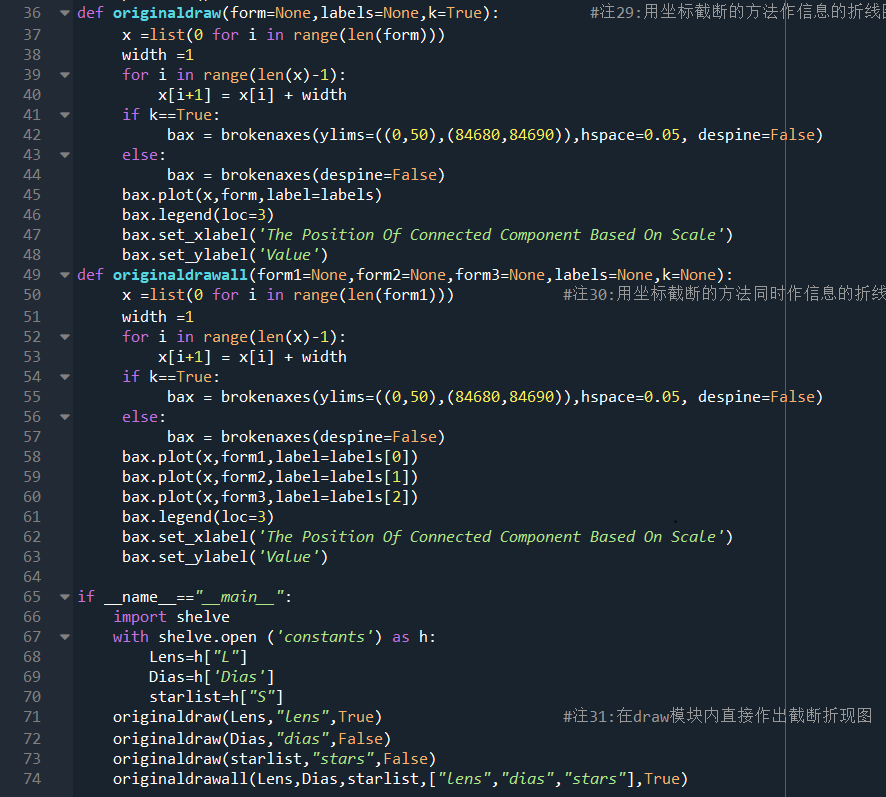 36 def originaldraw(form=None,labels=None,k=True): #注29:用坐标截断的方法作信息的折线
37 x =list(0 for i in range(len(form)))
38 width =1
39 for i in range(len(x)-1):
40 x[i+1] = x[i] + width
41 if k==True:
42 bax = brokenaxes(ylims=((0,50),(84680,84690)),hspace=0.05, despine=False)
43 else:
44 bax = brokenaxes(despine=False)
45 bax.plot(x,form,label=labels)
46 bax.legend(loc=3)
47 bax.set_xlabel('The Position Of Connected Component Based On Scale')
48 bax.set_ylabel('Value')
49 def originaldrawall(form1=None,form2=None,form3=None,labels=None,k=None):
50 x =list(0 for i in range(len(form1))) #注30:用坐标截断的方法同时作信息的折线
51 width =1
52 for i in range(len(x)-1):
53 x[i+1] = x[i] + width
54 if k==True:
55 bax = brokenaxes(ylims=((0,50),(84680,84690)),hspace=0.05, despine=False)
56 else:
57 bax = brokenaxes(despine=False)
58 bax.plot(x,form1,label=labels[0])
59 bax.plot(x,form2,label=labels[1])
60 bax.plot(x,form3,label=labels[2])
61 bax.legend(loc=3)
62 bax.set_xlabel('The Position Of Connected Component Based On Scale')
63 bax.set_ylabel('Value')
64
65 if __name__=="__main__":
66 import shelve
67 with shelve.open ('constants') as h:
68 Lens=h["L"]
69 Dias=h['Dias']
70 starlist=h["S"]
71 originaldraw(Lens,"lens",True) #注31:在draw模块内直接作出截断折现图
72 originaldraw(Dias,"dias",False)
73 originaldraw(starlist,"stars",False)
74 originaldrawall(Lens,Dias,starlist,["lens","dias","stars"],True)